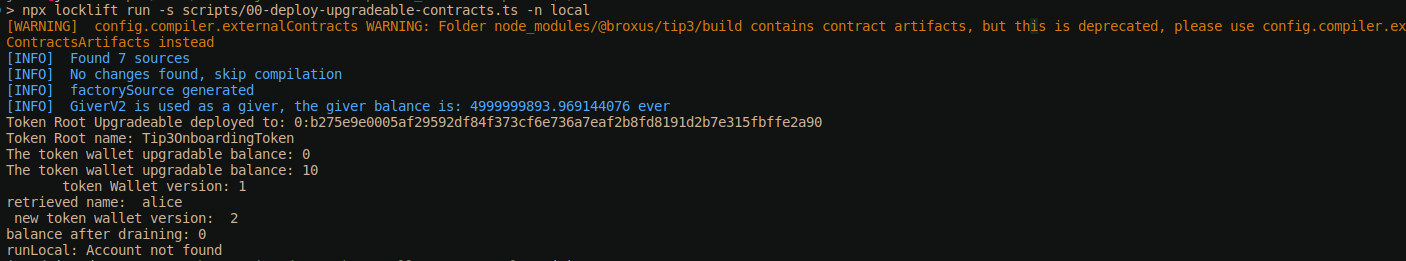 > npx locklift run -s scripts/00-deploy-upgradeable-contracts.ts -n local
[WARNING] config.compiler.externalContracts WARNING: Folder node_modules/@broxus/tip3/build contains contract artifacts, but this is deprecated, please use config.compiler.ex
ContractsArtifacts instead
[INFO] Found 7 sources
[INFO] No changes found, skip compilation
[INFO] factorySource generated
[INFO] GiverV2 is used as a giver, the giver balance is: 4999999893.969144076 ever
Token Root Upgradeable deployed to: 0:b275e9e0005af29592df84f373cf6e736a7eaf2b8fd8191d2b7e315fbffe2a90
Token Root name: Tip3OnboardingToken
The token wallet upgradable balance: 0
The token wallet upgradable balance: 10
token Wallet version: 1
retrieved name: alice
new token wallet version: 2
balance after draining: 0
runLocal: Account not found